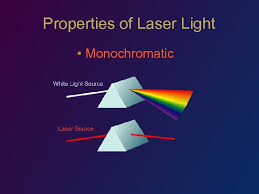 Properties of Laser Light
• Monochromatic
White Light Source
Laser Source